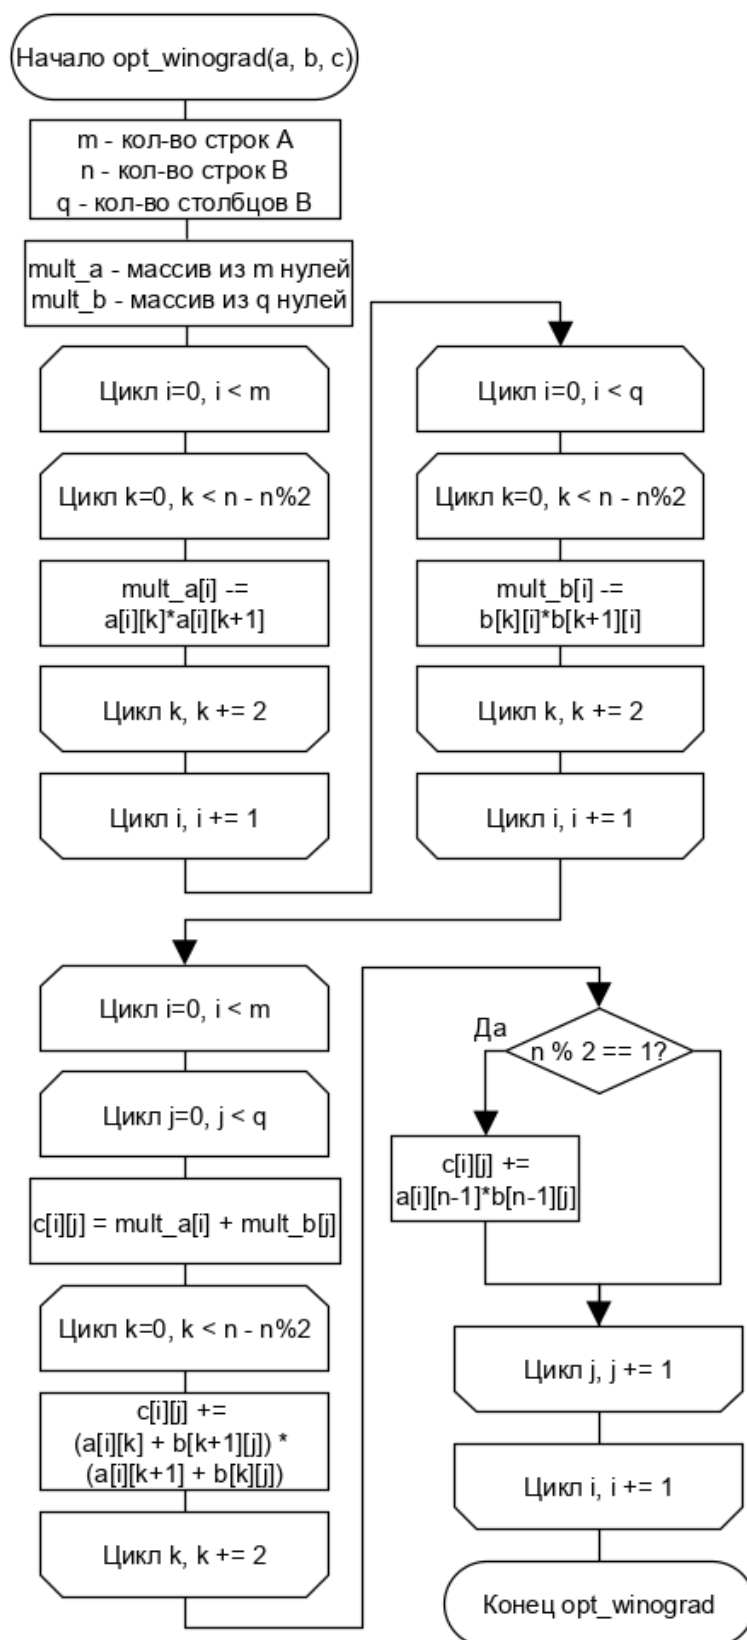 Начало opt_winograd(a, b, c)
m - кол-во строк A
n - кол-во строк B
q - кол-во столбцов B
mult_a - массив из m нулей
mult_b - массив из q нулей
Цикл i=0, i < m
Цикл k=0, k < n - n%2
mult_a[i] -=
a[i][k]*a[i][k+1]
Цикл k, k += 2
Цикл i, i += 1
Цикл i=0, i < q
Цикл k=0, k < n - n%2
mult_b[i] -=
b[k][i]*b[k+1][i]
Цикл k, k += 2
Цикл i, i += 1
Цикл i=0, i < m
Цикл j=0, j < q
c[i][j] = mult_a[i] + mult_b[j]
Цикл k=0, k < n - n%2
c[i][j] +=
(a[i][k] + b[k+1][j]) *
(a[i][k+1] + b[k][j])
Цикл k, k += 2
n % 2 == 1?
Да
c[i][j] +=
a[i][n-1]*b[n-1][j]
Цикл j, j += 1
Цикл i, i += 1
Конец opt_winograd